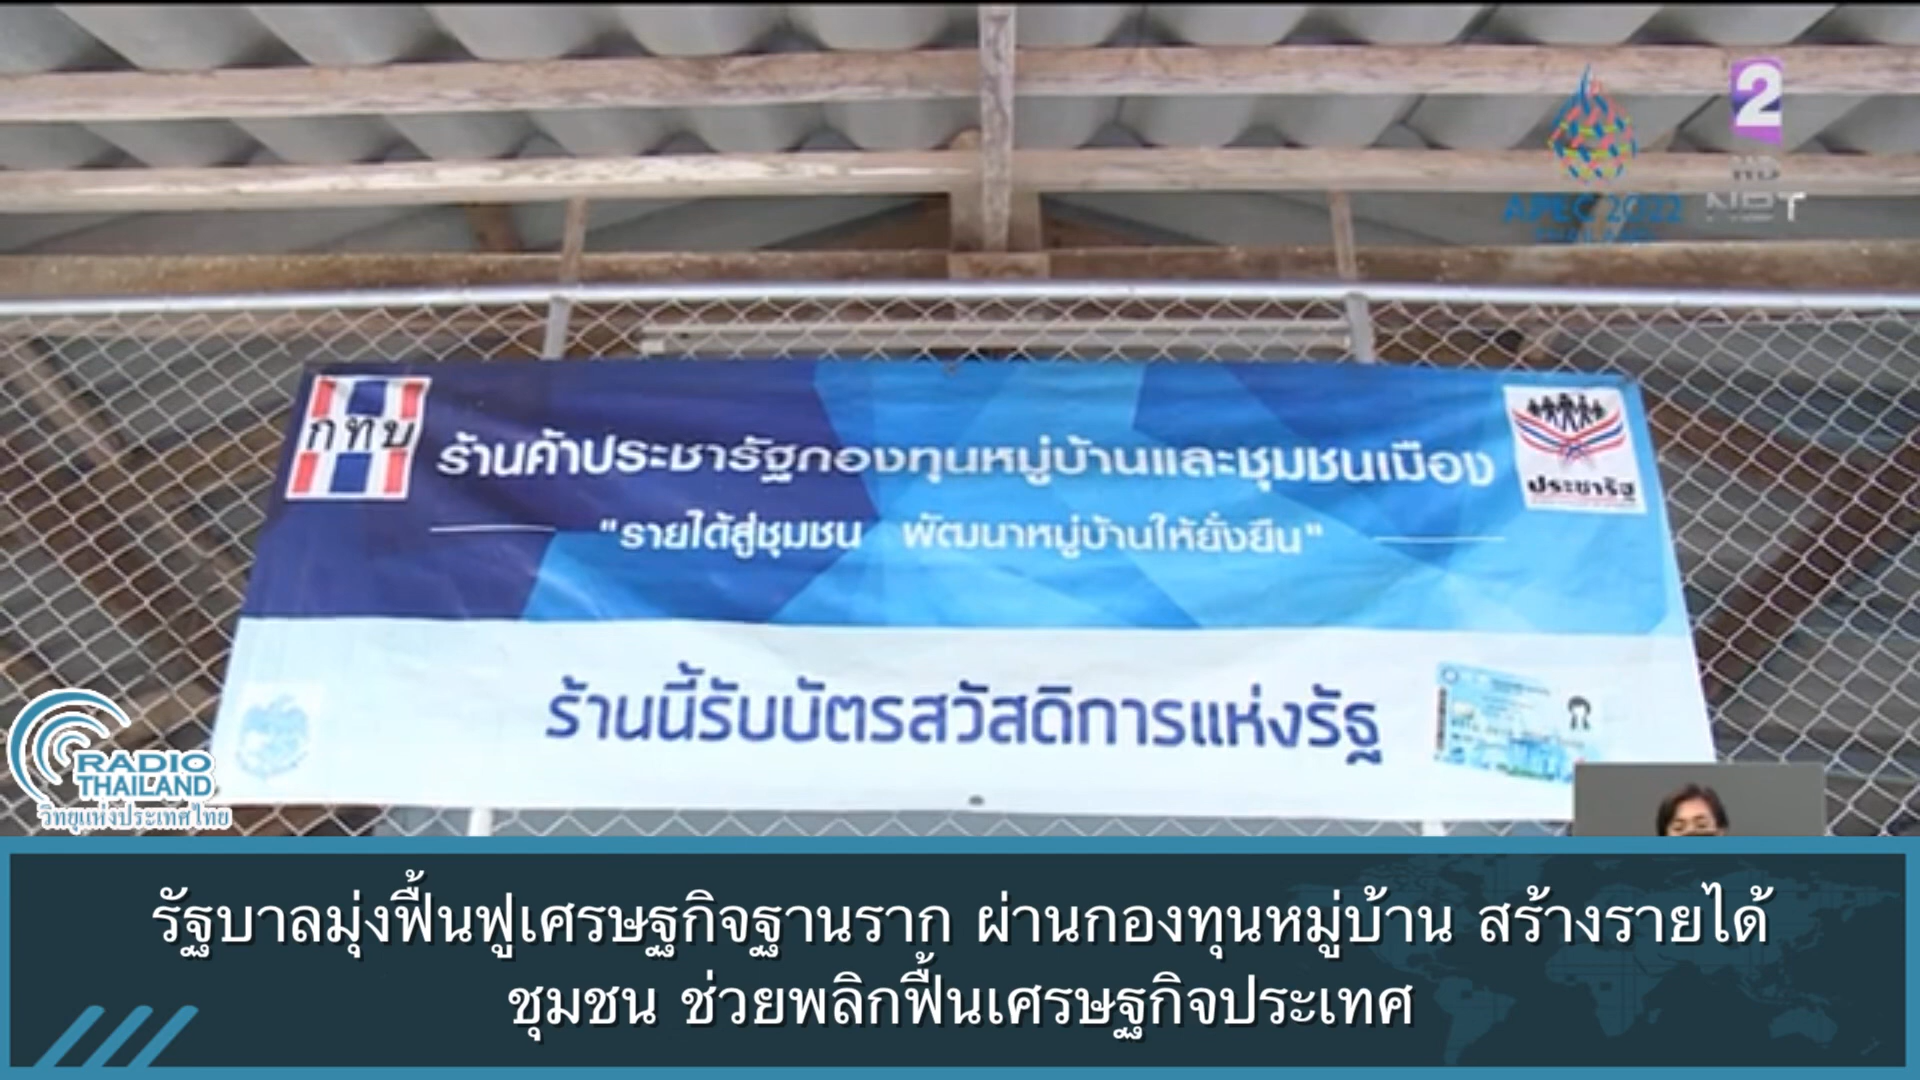 2
HD
NBT
APEC 2022
THAILAND
กทบ
ร้านค้าประชารัฐกองทุนหมู่บ้านและชุมชนเมือง
ประชารัฐ
"รายได้สู่ชุมชน พัฒนาหมู่บ้านให้ยั่งยืน"
ร้านนี้รับบัตรสวัสดิการแห่งรัฐ
RADIO
THAILAND
วิทยุแห่งประเทศไทย
รัฐบาลมุ่งฟื้นฟูเศรษฐกิจฐานราก ผ่านกองทุนหมู่บ้าน สร้างรายได้
ชุมชน ช่วยพลิกฟื้นเศรษฐกิจประเทศ